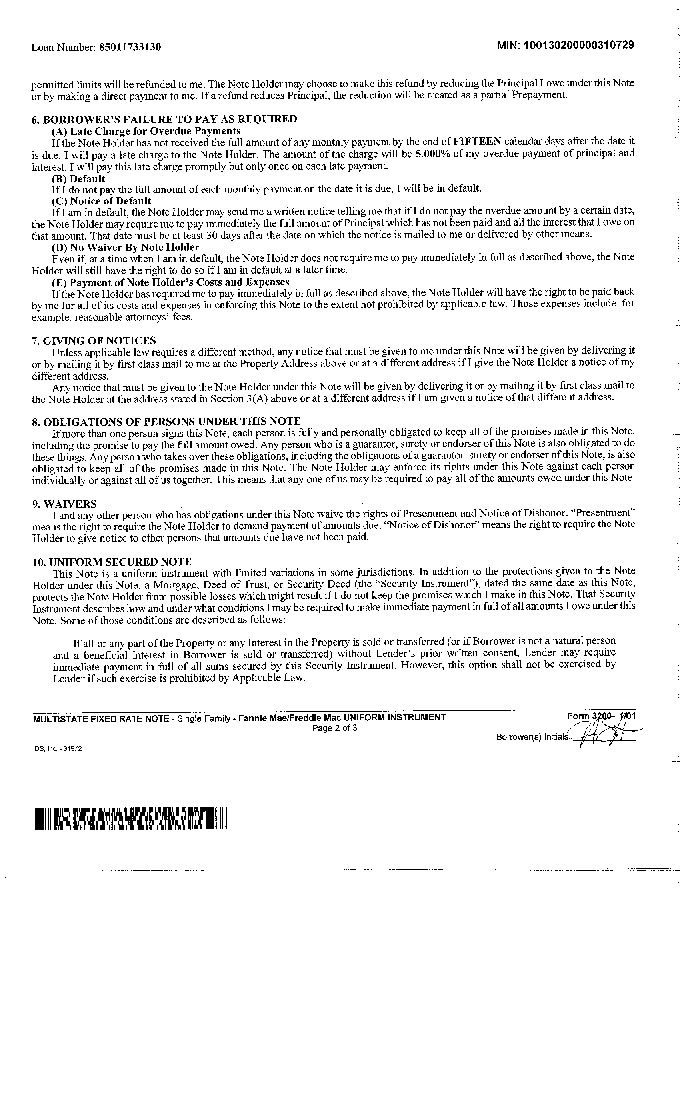 Loan Number: 85011733130
MIN: 100130200000310729
permitted limits will be refunded to me. The Note Holder may choose to make this refund by reducing the Principal I owe under this Note
or by making a direct payment to me. If a refund reduces Principal, the reduction will be treated as a partial Prepayment.
6. BORROWER'S FAILURE TO PAY AS REQUIRED
(A) Late Charge for Overdue Payments
If the Note Holder has not received the full amount of any monthly payment by the end of FIFTEEN calendar days after the date it
is due, I will pay a late charge to the Note Holder. The amount of the charge will be 5.000% of my overdue payment of principal and
interest. I will pay this late charge promptly but only once on each late payment.
(B) Default
If I do not pay the full amount of each monthly payment on the date it is due, I will be in default.
(C) Notice of Default
If I am in default, the Note Holder may send me a written notice telling me that if I do not pay the overdue amount by a certain date,
the Note Holder may require me to pay immediately the full amount of Principal which has not been paid and all the interest that I owe on
that amount. That date must be at least 30 days after the date on which the notice is mailed to me or delivered by other means.
(D) No Waiver By Note Holder
Even if, at a time when I am in default, the Note Holder does not require me to pay immediately in full as described above, the Note
Holder will still have the right to do so if I am in default at a later time.
(E) Payment of Note Holder's Costs and Expenses
If the Note Holder has required me to pay immediately in full as described above, the Note Holder will have the right to be paid back
by me for all of its costs and expenses in enforcing this Note to the extent not prohibited by applicable law. Those expenses include, for
example, reasonable attorneys' fees.
7. GIVING OF NOTICES
Unless applicable law requires a different method, any notice that must be given to me under this Note will be given by delivering it
or by mailing it by first class mail to me at the Property Address above or at a different address if I give the Note Holder a notice of my
different address.
Any notice that must be given to the Note Holder under this Note will be given by delivering it or by mailing it by first class mail to
the Note Holder at the address stated in Section 3(A) above or at a different address if I am given a notice of that different address.
8. OBLIGATIONS OF PERSONS UNDER THIS NOTE
If more than one person signs this Note, each person is fully and personally obligated to keep all of the promises made in this Note,
including the promise to pay the full amount owed. Any person who is a guarantor, surety or endorser of this Note is also obligated to do
these things. Any person who takes over these obligations, including the obligations of a guarantor, surety or endorser of this Note, is also
obligated to keep all of the promises made in this Note. The Note Holder may enforce its rights under this Note against each person
individually or against all of us together. This means that any one of us may be required to pay all of the amounts owed under this Note.
9. WAIVERS
I and any other person who has obligations under this Note waive the rights of Presentment and Notice of Dishonor. "Presentment"
means the right to require the Note Holder to demand payment of amounts due. "Notice of Dishonor" means the right to require the Note
Holder to give notice to other persons that amounts due have not been paid.
10. UNIFORM SECURED NOTE
This Note is a uniform instrument with limited variations in some jurisdictions. In addition to the protections given to the Note
Holder under this Note, a Mortgage, Deed of Trust, or Security Deed (the "Security Instrument"), dated the same date as this Note,
protects the Note Holder from possible losses which might result if I do not keep the promises which I make in this Note. That Security
Instrument describes how and under what conditions I may be required to make immediate payment in full of all amounts I owe under this
Note. Some of those conditions are described as follows:
If all or any part of the Property or any Interest in the Property is sold or transferred (or if Borrower is not a natural person
and a beneficial interest in Borrower is sold or transferred) without Lender's prior written consent, Lender may require
immediate payment in full of all sums secured by this Security Instrument. However, this option shall not be exercised by
Lender if such exercise is prohibited by Applicable Law.
MULTISTATE FIXED RATE NOTE - Single Family - Fannie Mae/Freddie Mac UNIFORM INSTRUMENT
Form 3200 1/01
Page 2 of 3
Borrower(s) Initials